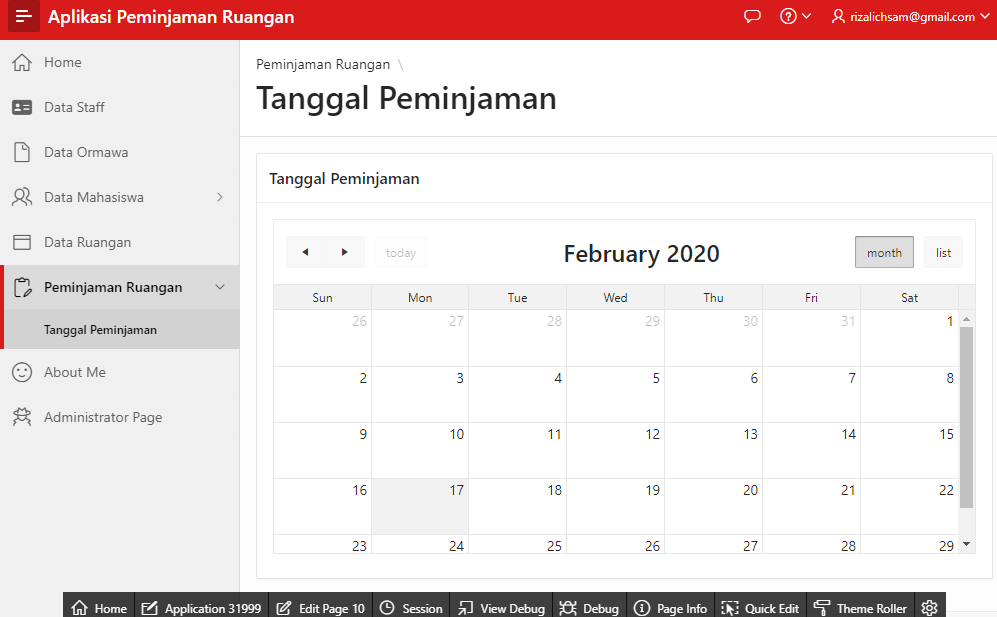 Aplikasi Peminjaman Ruangan
rizalichsam@gmail.com
Home
Data Staff
Data Ormawa
Data Mahasiswa
Data Ruangan
Peminjaman Ruangan
Tanggal Peminjaman
About Me
Administrator Page
Peminjaman Ruangan \
Tanggal Peminjaman
Tanggal Peminjaman
today
February 2020
month list
Sun Mon Tue Wed Thu Fri Sat
26 27 28 29 30 31 1
2 3 4 5 6 7 8
9 10 11 12 13 14 15
16 17 18 19 20 21 22
23 24 25 26 27 28 29
Home Application 31999 Edit Page 10 Session View Debug Debug Page Info Quick Edit Theme Roller